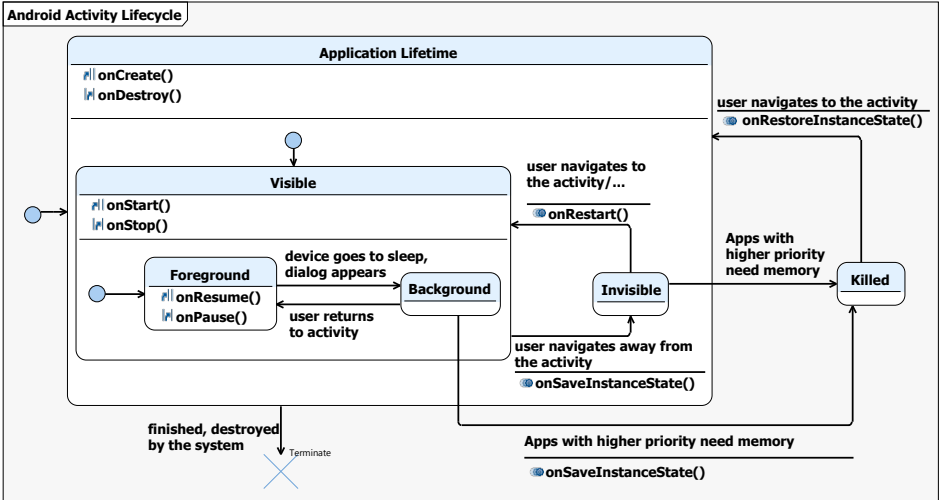 Android Activity Lifecycle
Application Lifetime
onCreate()
onDestroy()
user navigates to the activity
onRestoreInstanceState()
Visible
onStart()
onStop()
user navigates to
the activity/...
onRestart()
Foreground
onResume()
onPause()
device goes to sleep,
dialog appears
user returns
to activity
Background
Invisible
Apps with
higher priority
need memory
Killed
user navigates away from
the activity
onSaveInstanceState()
finished, destroyed
by the system
Terminate
Apps with higher priority need memory
onSaveInstanceState()